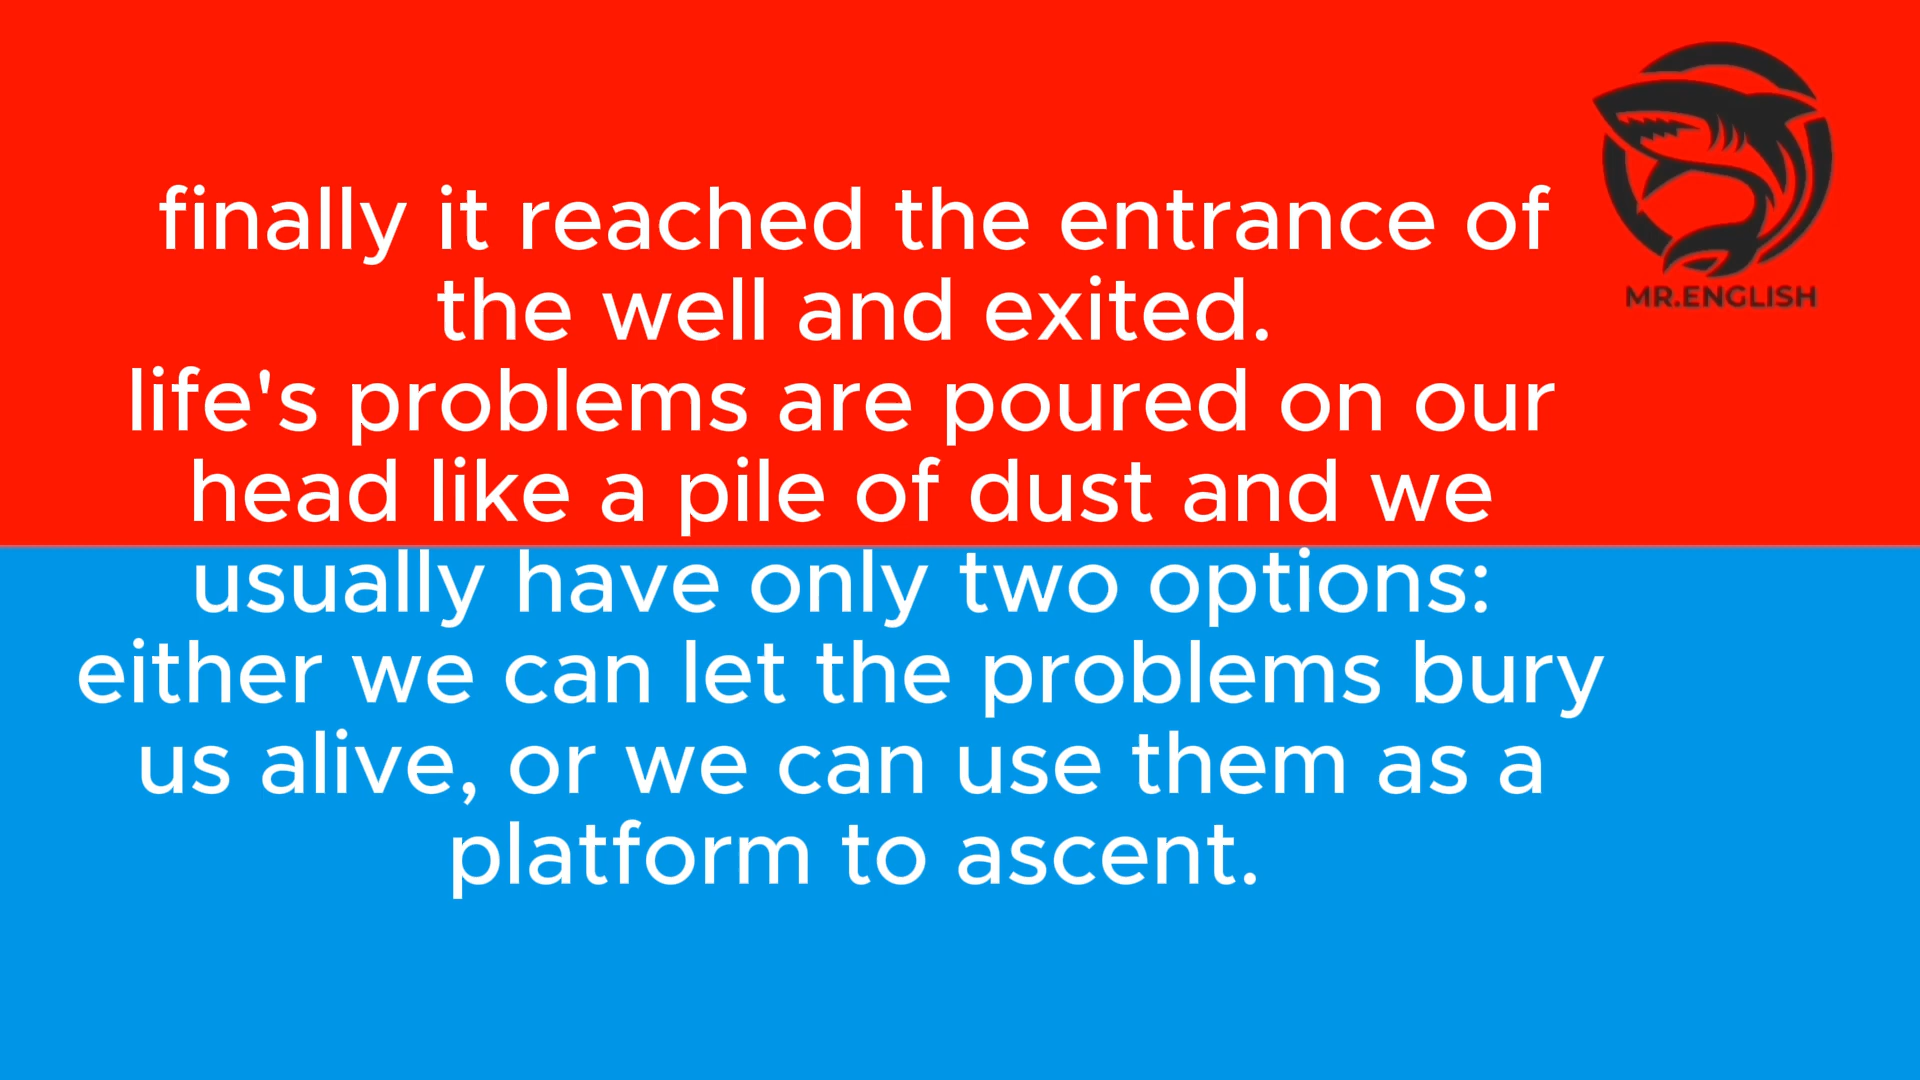 finally it reached the entrance of
the well and exited.
life's problems are poured on our
head like a pile of dust and we
usually have only two options:
either we can let the problems bury
us alive, or we can use them as a
platform to ascent.
MR.ENGLISH